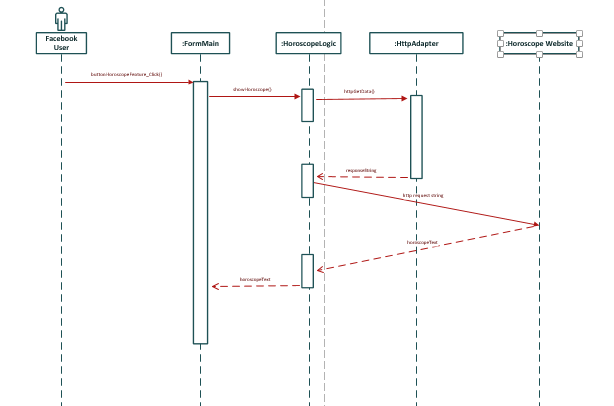 Facebook
User
:FormMain
:HoroscopeLogic
:HttpAdapter
:Horoscope Website
buttonHoroscopeFeature_Click()
showHoroscope()
httpGetData()
responseString
http request string
horoscopeText
horoscopeText